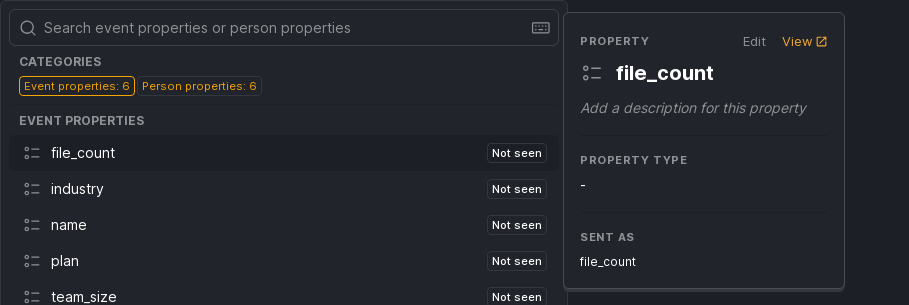 Search event properties or person properties
CATEGORIES
Event properties: 6 Person properties: 6
EVENT PROPERTIES
file_count Not seen
industry Not seen
name Not seen
plan Not seen
team_size Not seen
PROPERTY Edit View
file_count
Add a description for this property
PROPERTY TYPE
-
SENT AS
file_count